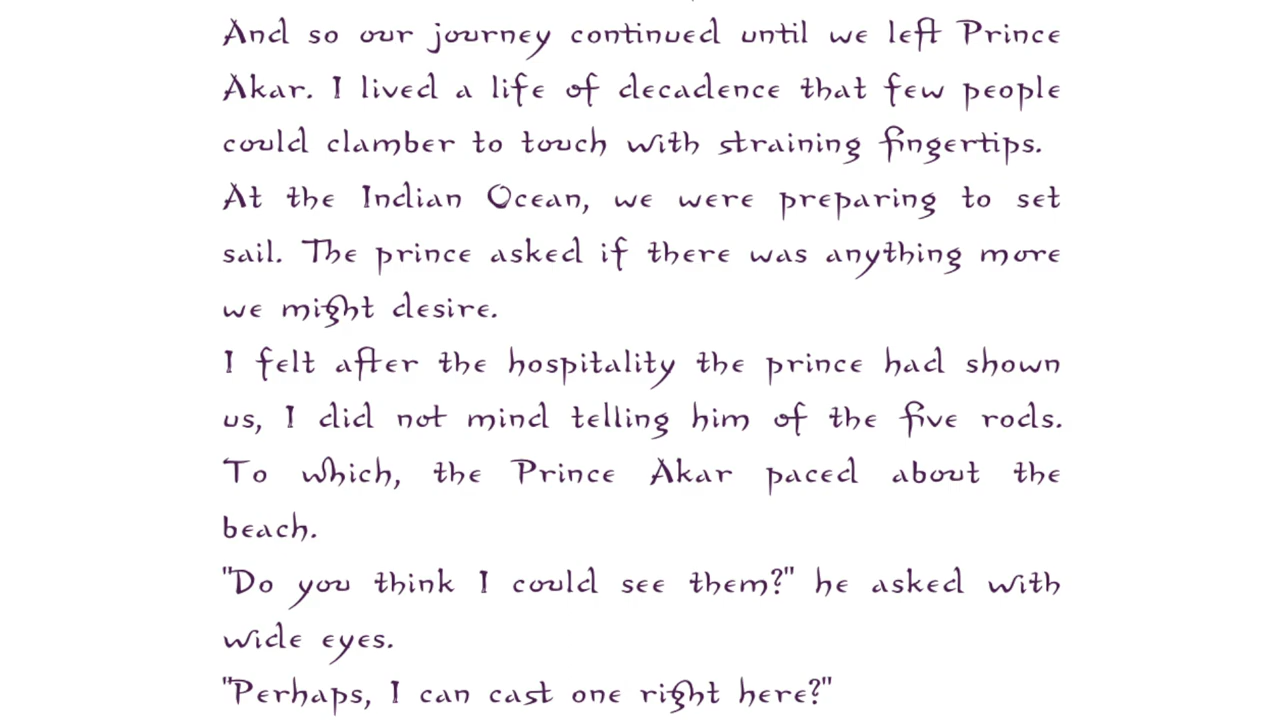 And so our journey continued until we left Prince
Akar. I lived a life of decadence that few people
could clamber to touch with straining fingertips.
At the Indian Ocean, we were preparing to set
sail. The prince asked if there was anything more
we might desire.
I felt after the hospitality the prince had shown
us, I did not mind telling him of the five rods.
To which, the Prince Akar paced about the
beach.
"Do you think I could see them?" he asked with
wide eyes.
"Perhaps, I can cast one right here?"